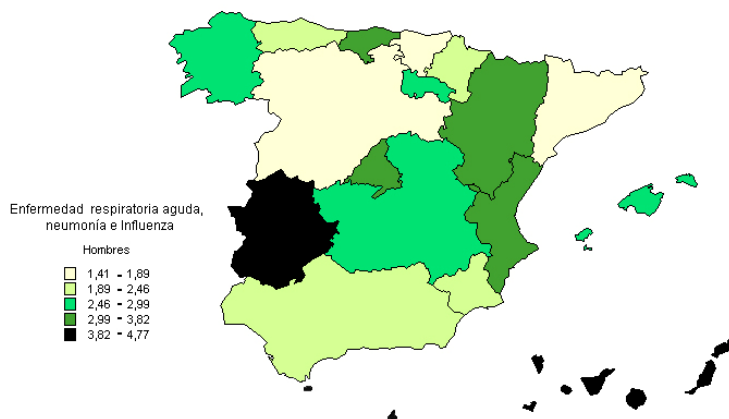 Enfermedad respiratoria aguda,
neumonía e Influenza
Hombres
1,41 - 1,89
1,89 - 2,46
2,46 - 2,99
2,99 - 3,82
3,82 - 4,77